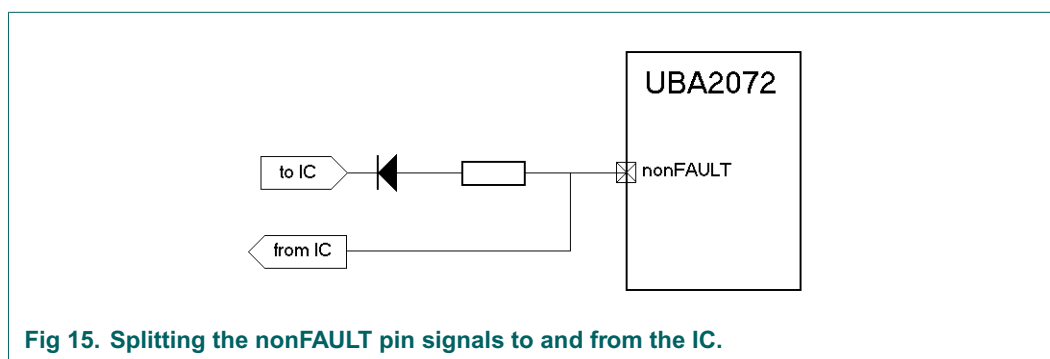 UBA2072
to IC
nonFAULT
from IC
Fig 15. Splitting the nonFAULT pin signals to and from the IC.